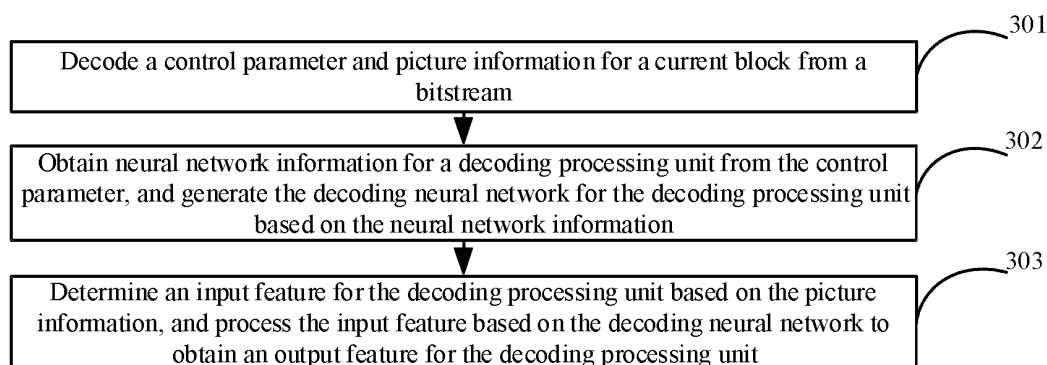 301
Decode a control parameter and picture information for a current block from a
bitstream
302
Obtain neural network information for a decoding processing unit from the control
parameter, and generate the decoding neural network for the decoding processing unit
based on the neural network information
303
Determine an input feature for the decoding processing unit based on the picture
information, and process the input feature based on the decoding neural network to
obtain an output feature for the decoding processing unit